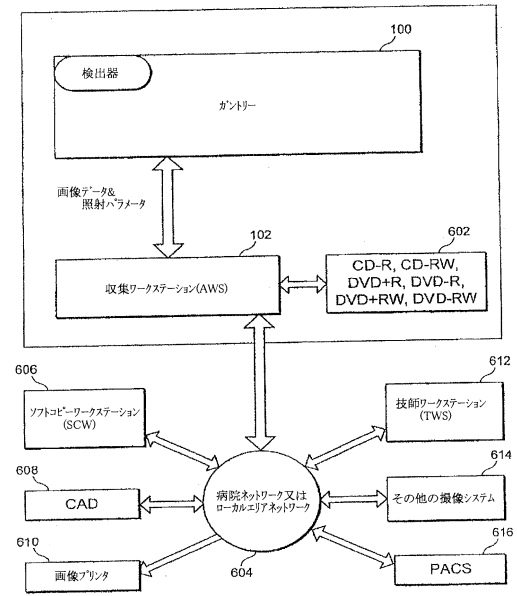 100
検出器
ガントリー
画像データ&
照射パラメータ
102
収集ワークステーション(AWS)
602
CD-R, CD-RW,
DVD+R, DVD-R,
DVD+RW, DVD-RW
606
ソフトコピーワークステーション
(SCW)
612
技師ワークステーション
(TWS)
608
CAD
病院ネットワーク又は
ローカルエリアネットワーク
604
614
その他の撮像システム
610
画像プリンタ
616
PACS